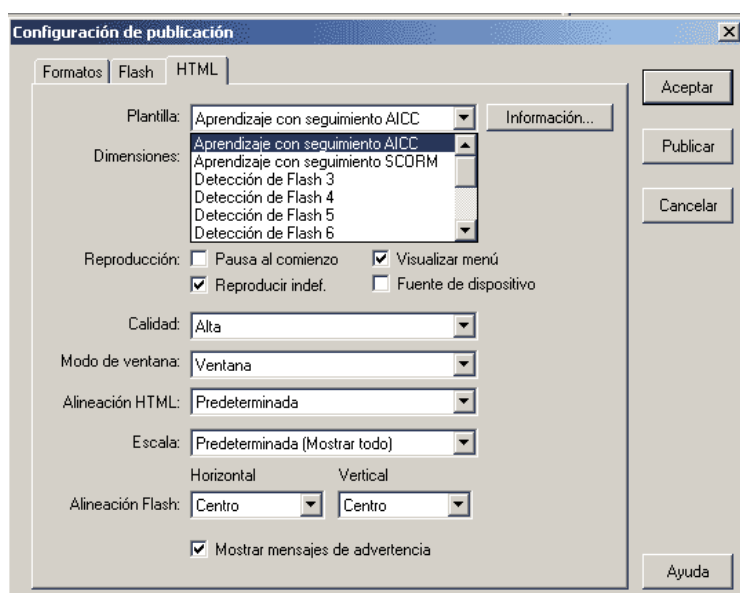 Configuración de publicación
Formatos Flash HTML
Aceptar
Plantilla: Aprendizaje con seguimiento AICC Información...
Aprendizaje con seguimiento AICC
Publicar
Dimensiones: Aprendizaje con seguimiento SCORM
Detección de Flash 3
Detección de Flash 4
Cancelar
Detección de Flash 5
Detección de Flash 6
Reproducción: Pausa al comienzo Visualizar menú
Reproducir indef. Fuente de dispositivo
Calidad: Alta
Modo de ventana: Ventana
Alineación HTML: Predeterminada
Escala: Predeterminada (Mostrar todo)
Horizontal Vertical
Alineación Flash: Centro Centro
Mostrar mensajes de advertencia
Ayuda